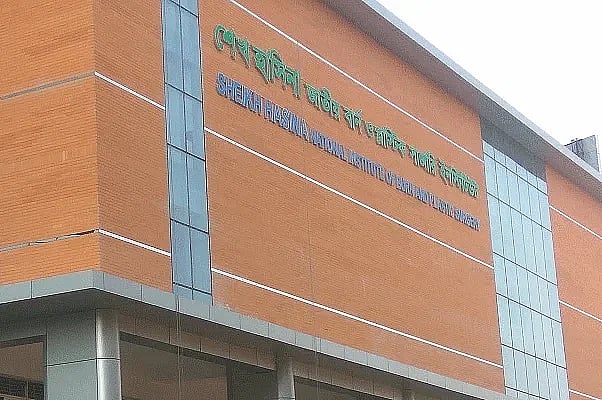 শেখ হাসিনা জাতীয় বার্ন ও প্লাস্টিক সার্জারি ইনস্টিটিউট
SHEIKH HASINA NATIONAL INSTITUTE OF BURN AND PLASTIC SURGERY